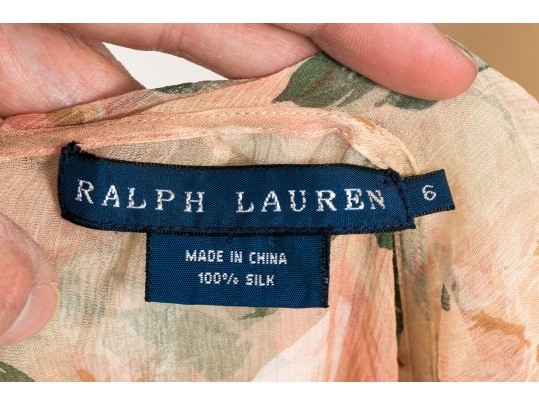 RALPH LAUREN 6
MADE IN CHINA
100% SILK